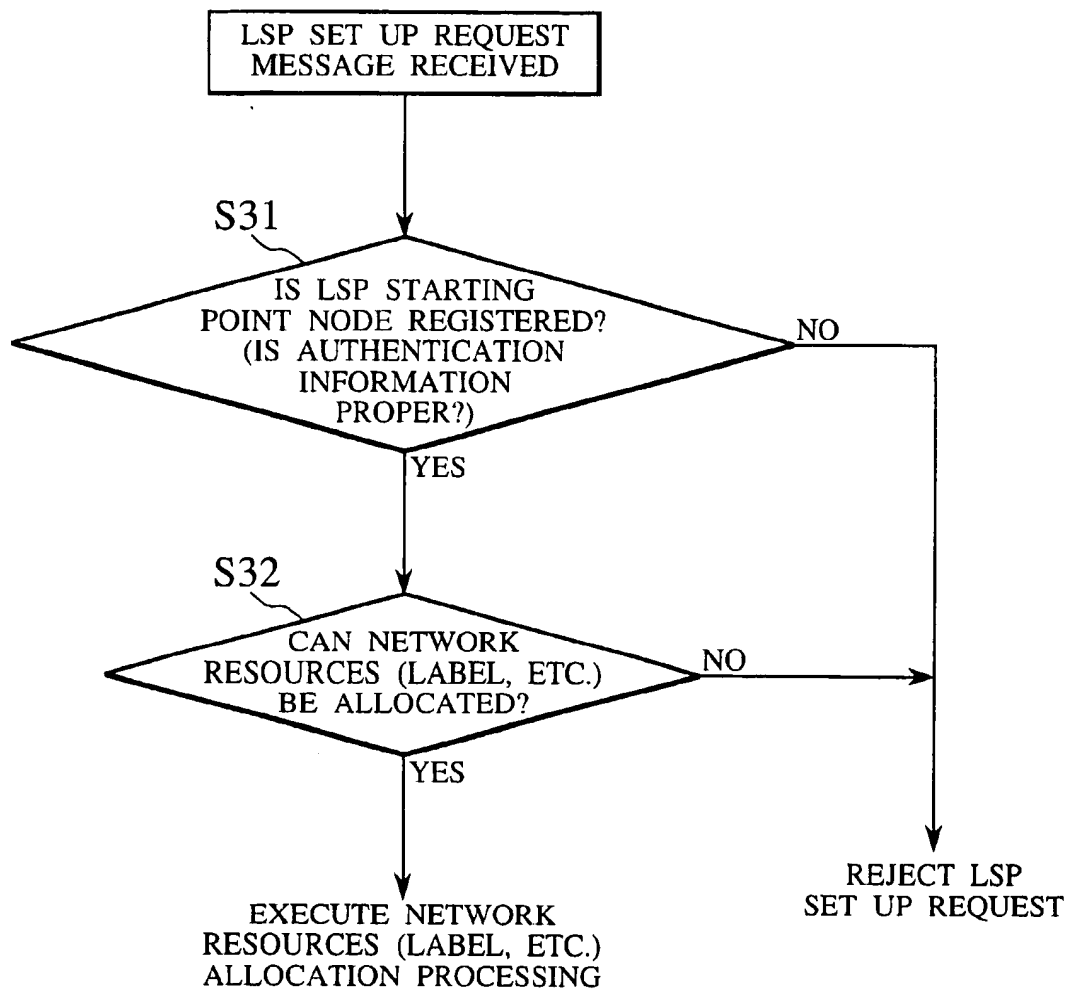 LSP SET UP REQUEST
MESSAGE RECEIVED
S31
IS LSP STARTING
POINT NODE REGISTERED?
(IS AUTHENTICATION
INFORMATION
PROPER?)
NO
YES
S32
CAN NETWORK
RESOURCES (LABEL, ETC.)
BE ALLOCATED?
NO
YES
REJECT LSP
SET UP REQUEST
EXECUTE NETWORK
RESOURCES (LABEL, ETC.)
ALLOCATION PROCESSING